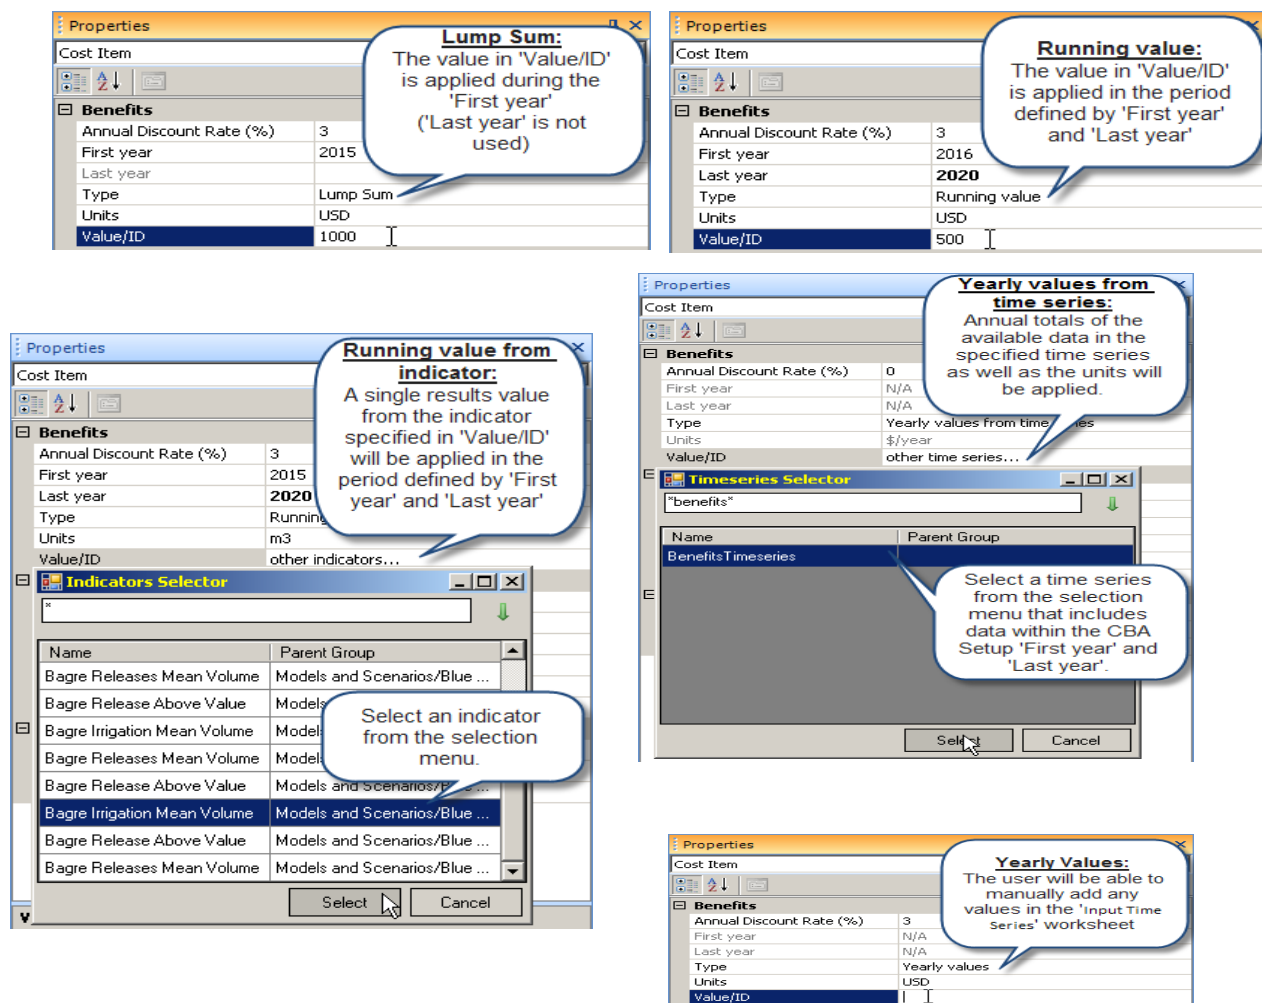 Properties
Cost Item
Benefits
Annual Discount Rate (%) 3
First year 2015
Last year
Type Lump Sum
Units USD
Value/ID 1000
Lump Sum:
The value in 'Value/ID'
is applied during the
'First year'
('Last year' is not
used)
Properties
Cost Item
Benefits
Annual Discount Rate (%) 3
First year 2016
Last year 2020
Type Running value
Units USD
Value/ID 500
Running value:
The value in 'Value/ID'
is applied in the period
defined by 'First year'
and 'Last year'
Properties
Cost Item
Benefits
Annual Discount Rate (%) 3
First year 2015
Last year 2020
Type Running
Units m3
Value/ID other indicators...
Running value from
indicator:
A single results value
from the indicator
specified in 'Value/ID'
will be applied in the
period defined by 'First
year' and 'Last year'
Indicators Selector
*
Name Parent Group
Bagre Releases Mean Volume Models and Scenarios/Blue ...
Bagre Release Above Value Models
Bagre Irrigation Mean Volume Model
Bagre Releases Mean Volume Models
Bagre Release Above Value Models and Scenarios/Blue ...
Bagre Irrigation Mean Volume Models and Scenarios/Blue ...
Bagre Release Above Value Models and Scenarios/Blue ...
Bagre Releases Mean Volume Models and Scenarios/Blue ...
Select an indicator
from the selection
menu.
Select Cancel
Properties
Cost Item
Benefits
Annual Discount Rate (%) 0
First year N/A
Last year N/A
Type Yearly values from time
Units $/year
Value/ID other time series...
Yearly values from
time series:
Annual totals of the
available data in the
specified time series
as well as the units will
be applied.
Timeseries Selector
*benefits*
Name Parent Group
BenefitsTimeseries
Select a time series
from the selection
menu that includes
data within the CBA
Setup 'First year' and
'Last year'.
Select Cancel
Properties
Cost Item
Benefits
Annual Discount Rate (%) 3
First year N/A
Last year N/A
Type Yearly values
Units USD
Value/ID
Yearly Values:
The user will be able to
manually add any
values in the 'Input Time
Series' worksheet